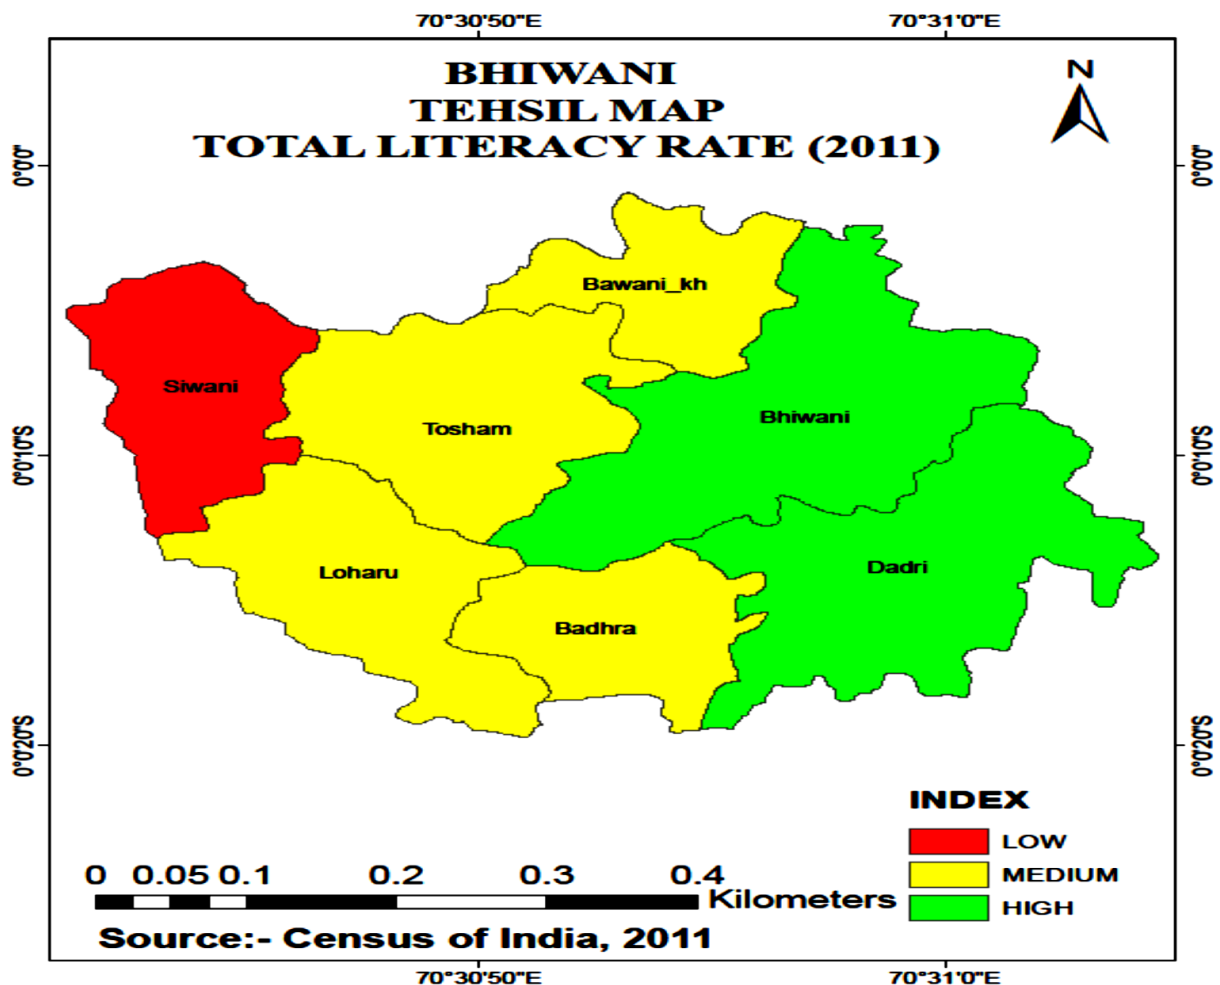 70°30'50"E 70°31'0"E
BHIWANI
TEHSIL MAP
TOTAL LITERACY RATE (2011)
N
0°0'0" 0°0'0"
Bawani_kh
Siwani
Bhiwani
Tosham
0°0'10"S 0°0'10"S
Loharu
Dadri
Badhra
0°0'20"S 0°0'20"S
INDEX
LOW
MEDIUM
HIGH
0 0.05 0.1 0.2 0.3 0.4
Kilometers
Source:- Census of India, 2011
70°30'50"E 70°31'0"E